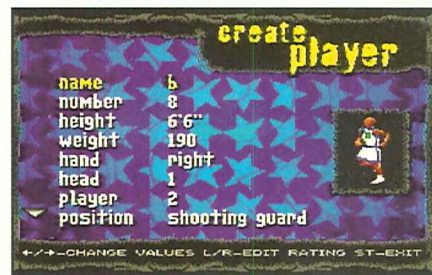 create
player
name b
number 8
height 6'6"
weight 190
hand right
head 1
player 2
position shooting guard
←/→-CHANGE VALUES L/R-EDIT RATING ST-EXIT